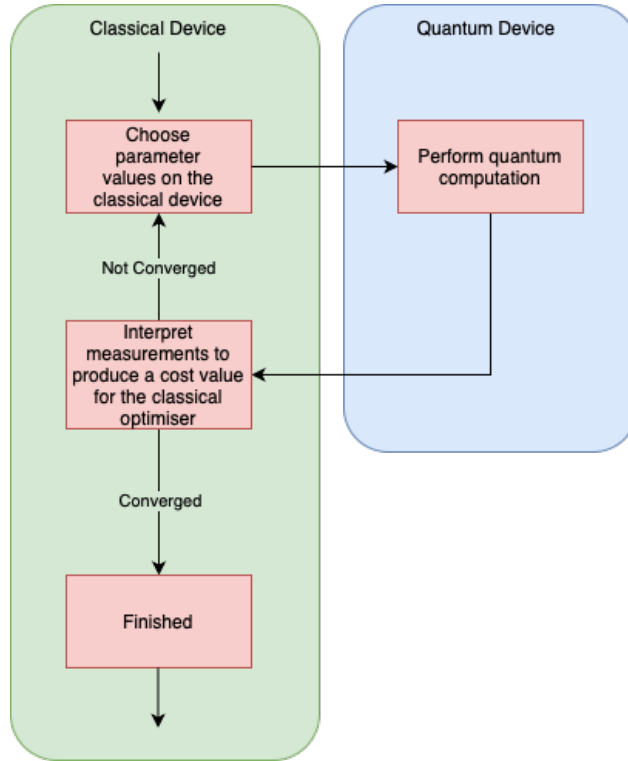 Classical Device
Quantum Device
Choose
parameter
values on the
classical device
Perform quantum
computation
Not Converged
Interpret
measurements to
produce a cost value
for the classical
optimiser
Converged
Finished